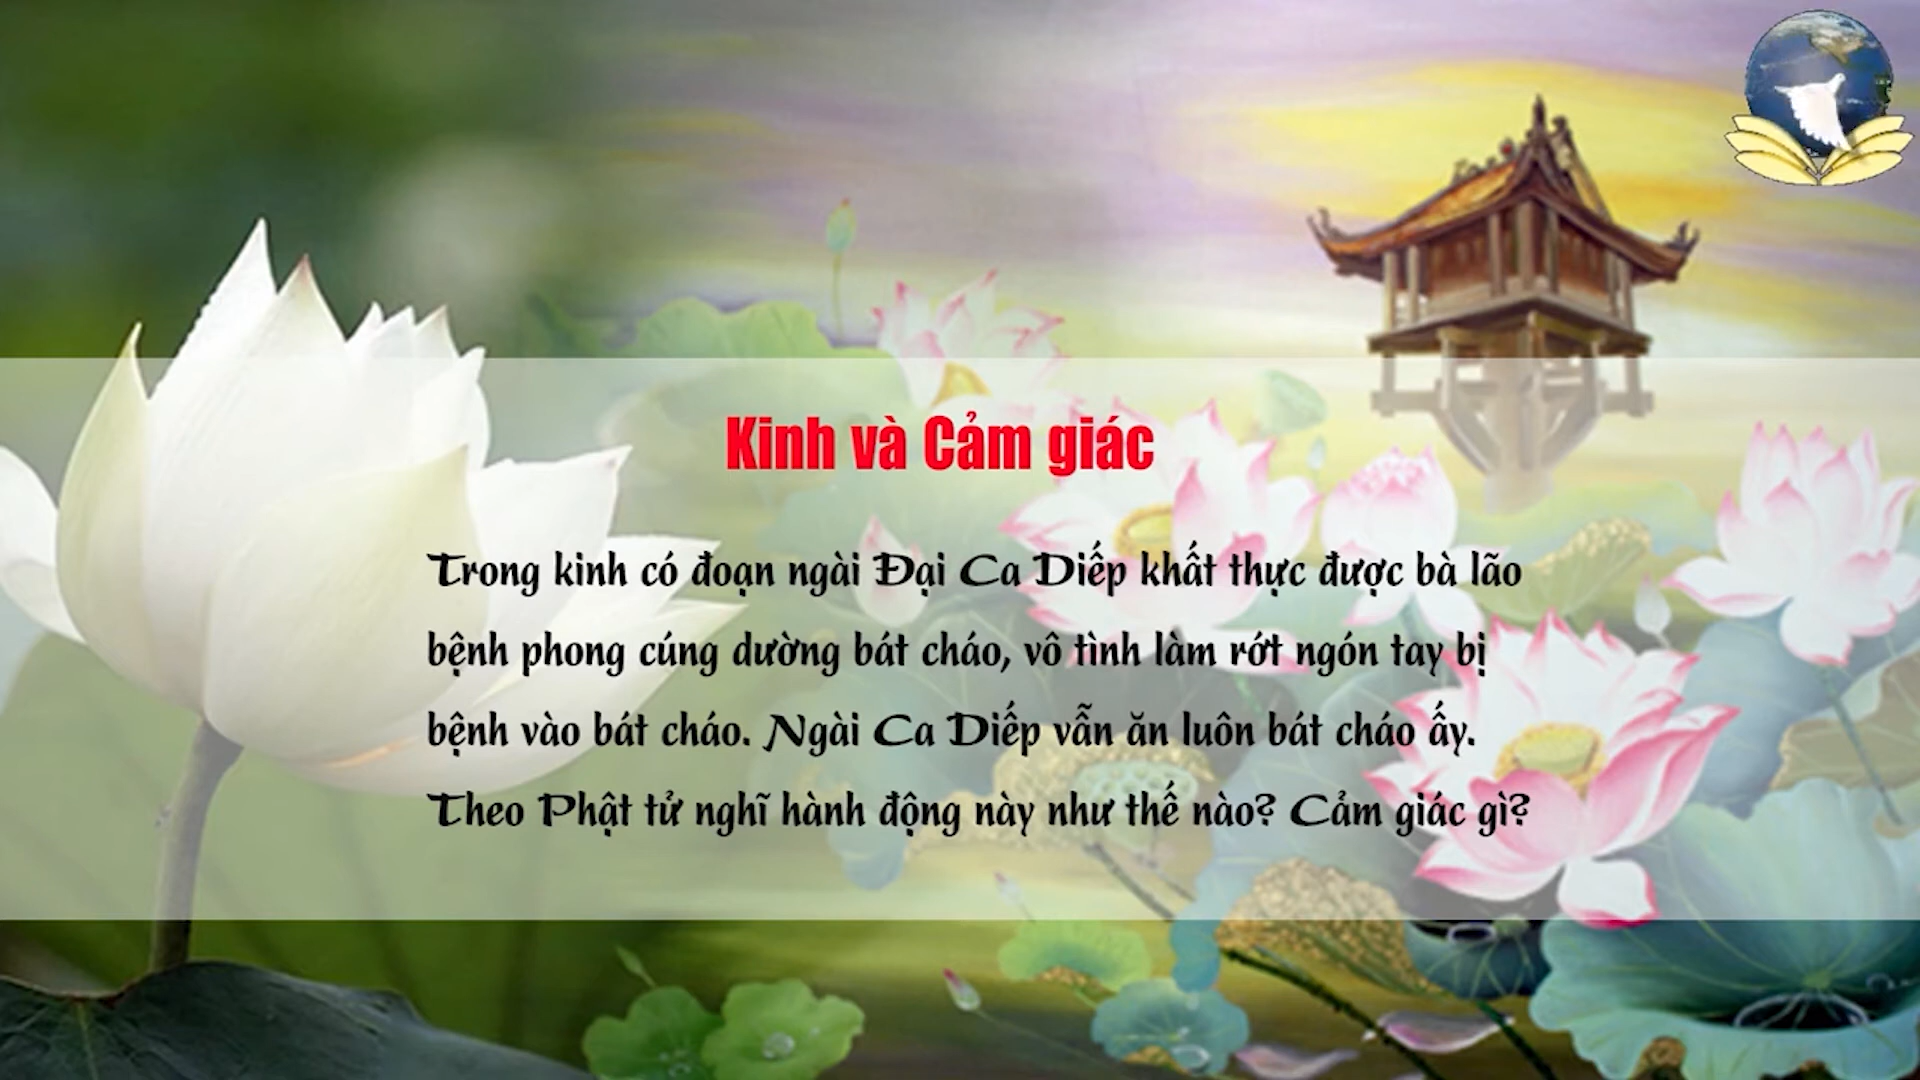 Kinh và Cảm giác
Trong kinh có đoạn ngài Đại Ca Diếp khất thực được bà lão
bệnh phong cúng dường bát cháo, vô tình làm rớt ngón tay bị
bệnh vào bát cháo. Ngài Ca Diếp vẫn ăn luôn bát cháo ấy.
Theo Phật tử nghĩ hành động này như thế nào? Cảm giác gì?